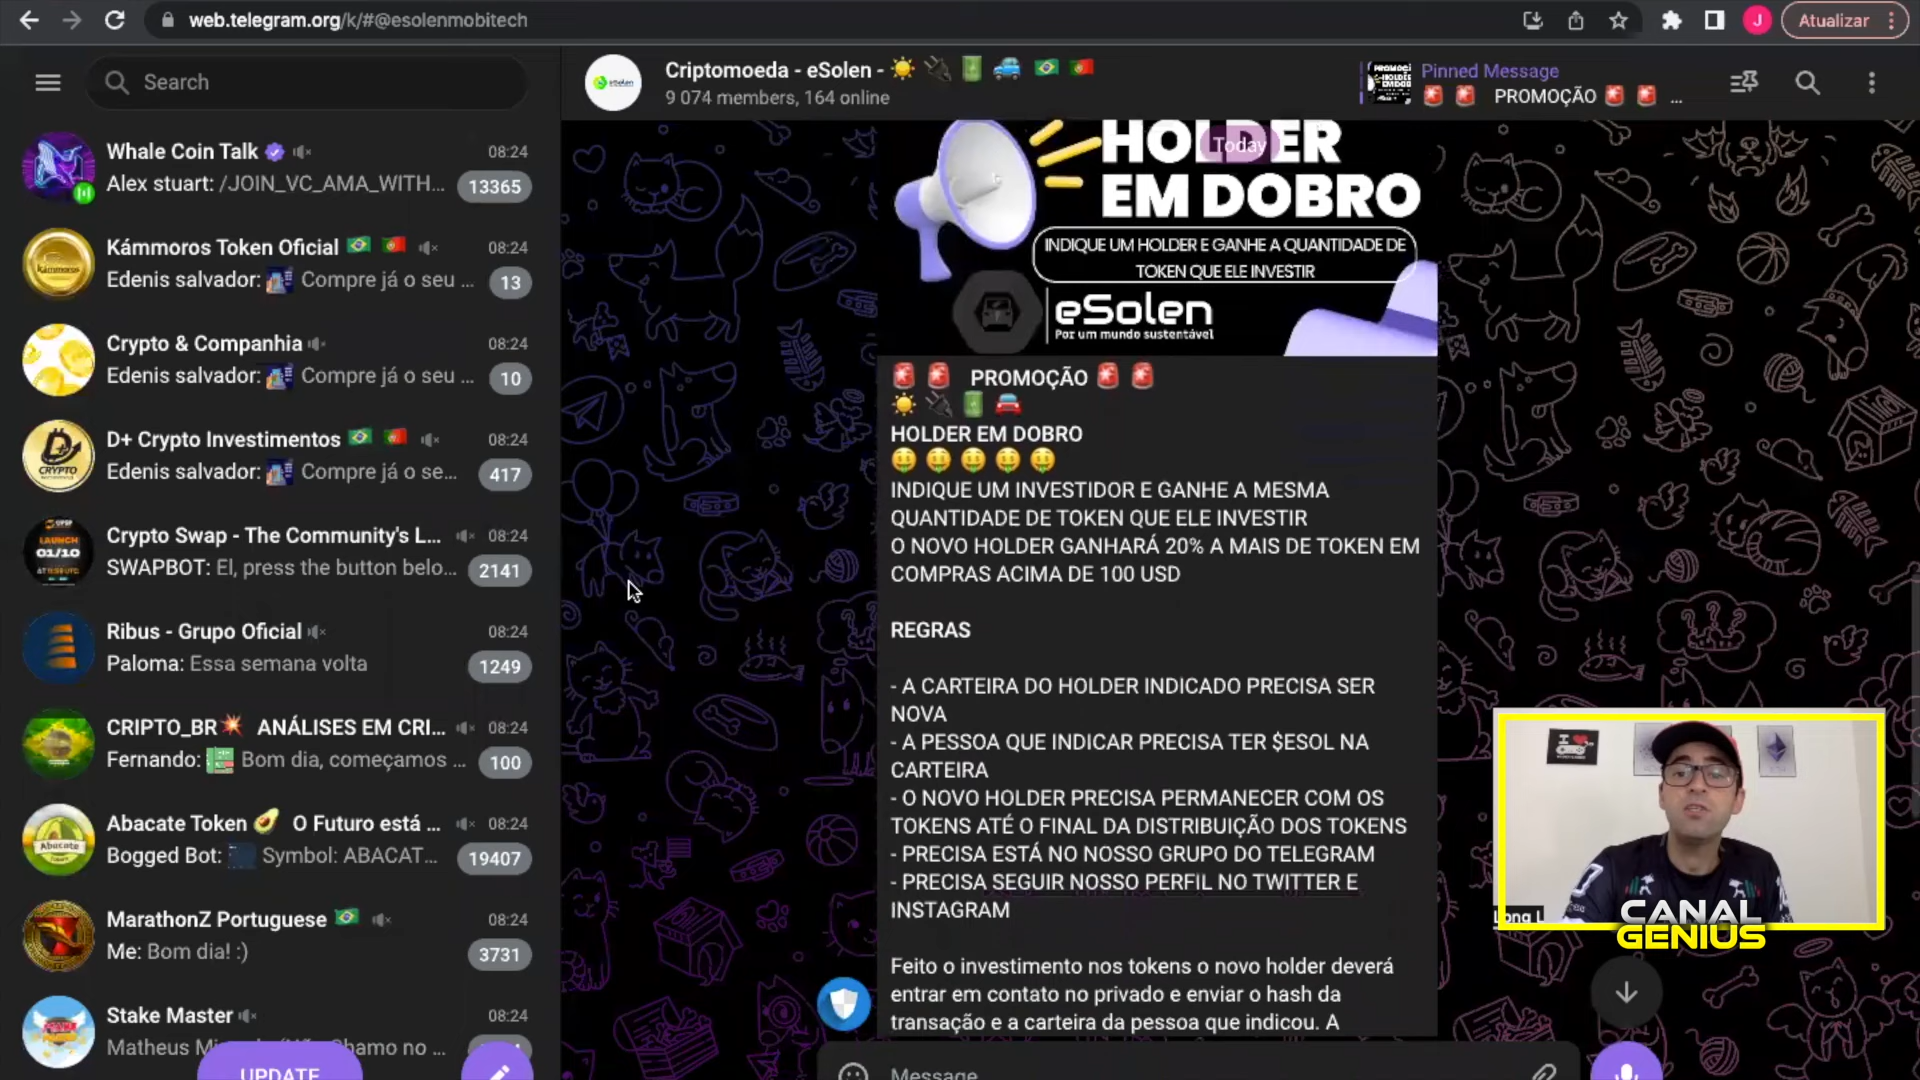 web.telegram.org/k/#@esolenmobitech
J
Atualizar
Search
Whale Coin Talk
08:24
Alex stuart: /JOIN_VC_AMA_WITH...
13365
Kámmoros Token Oficial
08:24
Edenis salvador: Compre já o seu ...
13
Crypto & Companhia
08:24
Edenis salvador: Compre já o seu ...
10
D+ Crypto Investimentos
08:24
Edenis salvador: Compre já o se...
417
Crypto Swap - The Community's L...
08:24
SWAPBOT: El, press the button belo...
2141
Ribus - Grupo Oficial
08:24
Paloma: Essa semana volta
1249
CRIPTO_BR💥 ANÁLISES EM CRI...
08:24
Fernando: Bom dia, começamos ...
100
Abacate Token🥑 O Futuro está ...
08:24
Bogged Bot: Symbol: ABACAT...
19407
MarathonZ Portuguese
08:24
Me: Bom dia! :)
3731
Stake Master
08:24
UPDATE
Criptomoeda - eSolen - ☀️ 🔌 🔋 🚙 🇧🇷 🇵🇹
9 074 members, 164 online
Pinned Message
🚨 🚨 PROMOÇÃO 🚨 🚨 ...
Today
HOLDER
EM DOBRO
INDIQUE UM HOLDER E GANHE A QUANTIDADE DE
TOKEN QUE ELE INVESTIR
eSolen
Por um mundo sustentável
🚨 🚨 PROMOÇÃO 🚨 🚨
☀️ 🔌 🔋 🚘
HOLDER EM DOBRO
🤑 🤑 🤑 🤑 🤑
INDIQUE UM INVESTIDOR E GANHE A MESMA
QUANTIDADE DE TOKEN QUE ELE INVESTIR
O NOVO HOLDER GANHARÁ 20% A MAIS DE TOKEN EM
COMPRAS ACIMA DE 100 USD
REGRAS
- A CARTEIRA DO HOLDER INDICADO PRECISA SER
NOVA
- A PESSOA QUE INDICAR PRECISA TER $ESOL NA
CARTEIRA
- O NOVO HOLDER PRECISA PERMANECER COM OS
TOKENS ATÉ O FINAL DA DISTRIBUIÇÃO DOS TOKENS
- PRECISA ESTÁ NO NOSSO GRUPO DO TELEGRAM
- PRECISA SEGUIR NOSSO PERFIL NO TWITTER E
INSTAGRAM
Feito o investimento nos tokens o novo holder deverá
entrar em contato no privado e enviar o hash da
transação e a carteira da pessoa que indicou. A
Message
CANAL
GENIUS